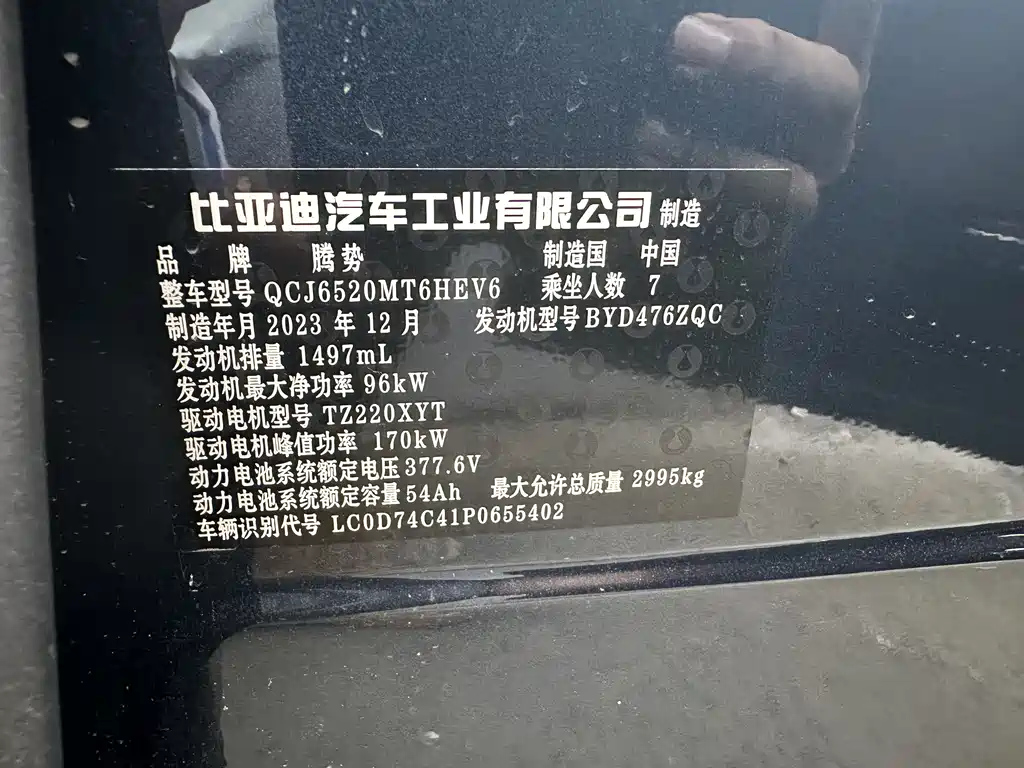 比亚迪汽车工业有限公司 制造
品 牌 腾势 制造国 中国
整车型号 QCJ6520MT6HEV6 乘坐人数 7
制造年月 2023 年 12 月 发动机型号 BYD476ZQC
发动机排量 1497mL
发动机最大净功率 96kW
驱动电机型号 TZ220XYT
驱动电机峰值功率 170kW
动力电池系统额定电压 377.6V
动力电池系统额定容量 54Ah 最大允许总质量 2995kg
车辆识别代号 LC0D74C41P0655402